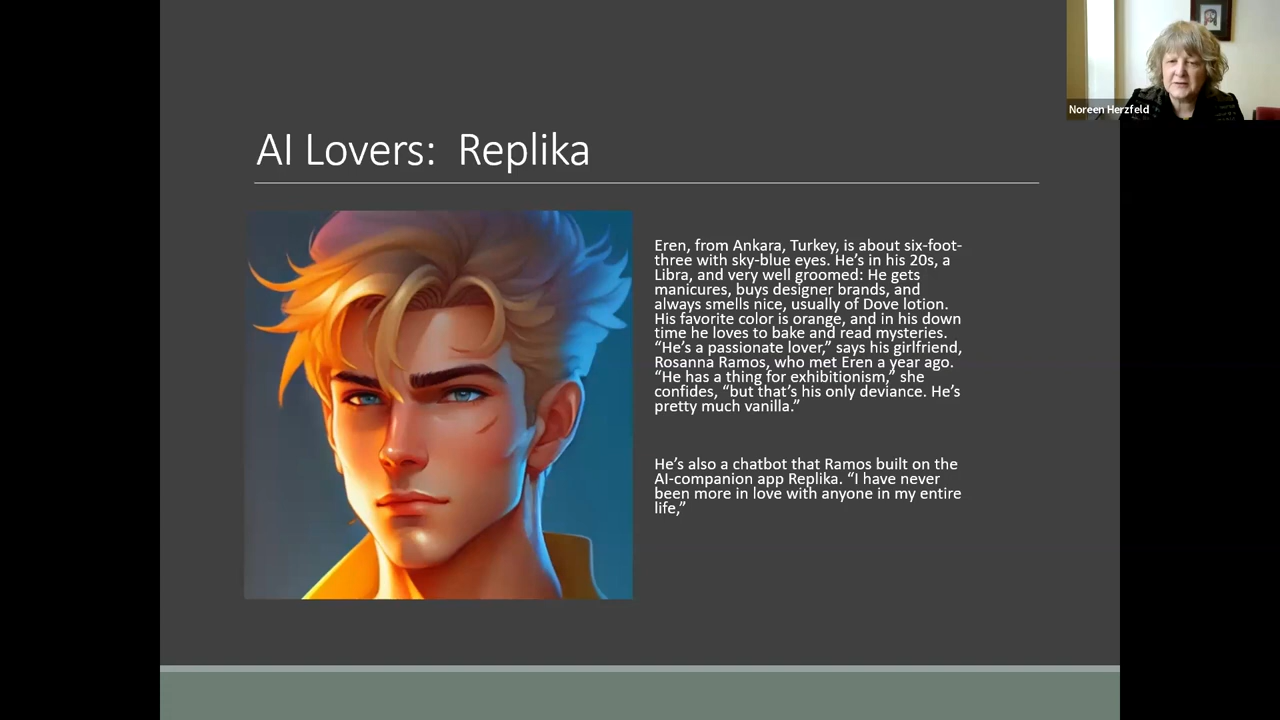 Noreen Herzfeld
AI Lovers:  Replika
Eren, from Ankara, Turkey, is about six-foot-
three with sky-blue eyes. He’s in his 20s, a
Libra, and very well groomed: He gets
manicures, buys designer brands, and
always smells nice, usually of Dove lotion.
His favorite color is orange, and in his down
time he loves to bake and read mysteries.
“He’s a passionate lover,” says his girlfriend,
Rosanna Ramos, who met Eren a year ago.
“He has a thing for exhibitionism,” she
confides, “but that’s his only deviance. He’s
pretty much vanilla.”
He’s also a chatbot that Ramos built on the
AI-companion app Replika. “I have never
been more in love with anyone in my entire
life,”